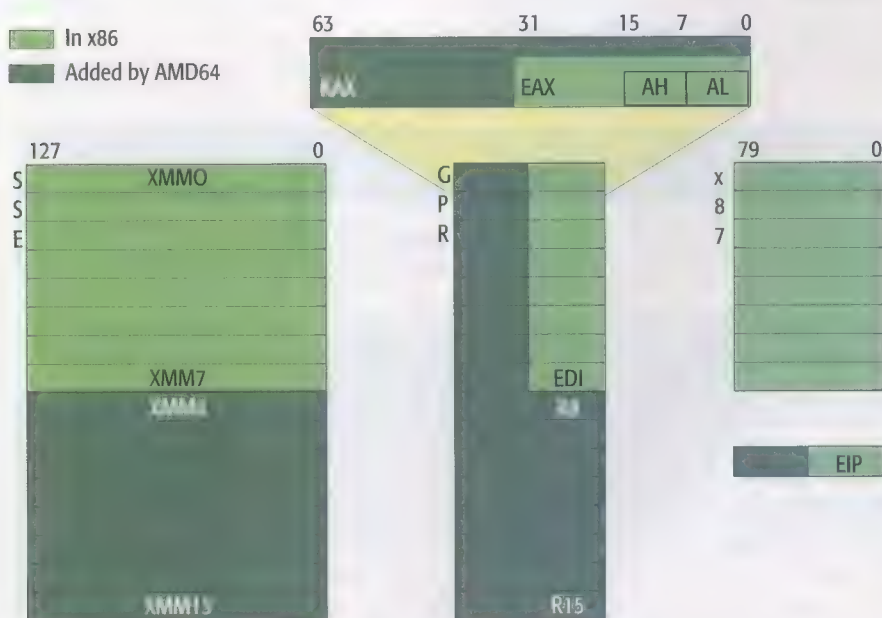 In x86
Added by AMD64
63 31 15 7 0
RAX EAX AH AL
127 0
S
S
E
XMM0
XMM7
XMM8
XMM15
G
P
R
EDI
R8
R15
79 0
x
8
7
EIP